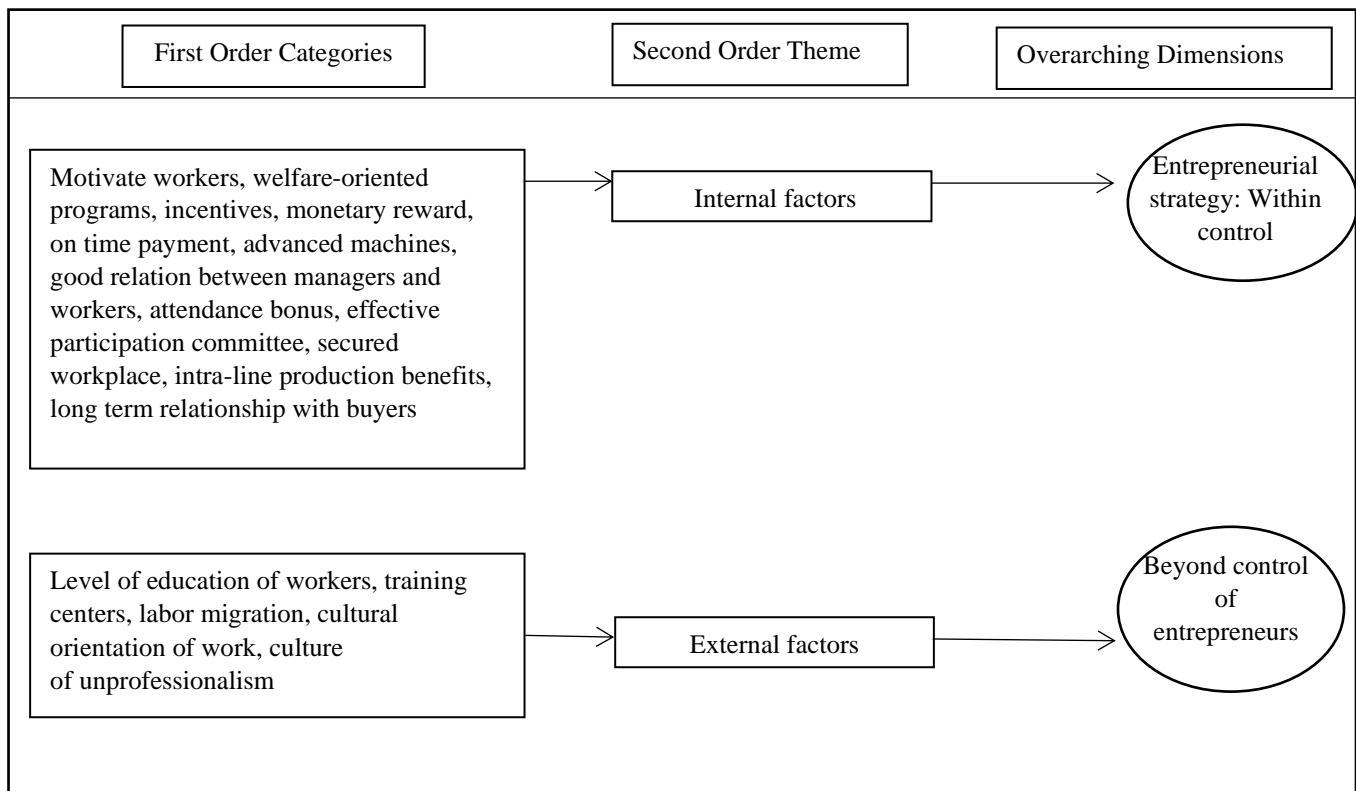 First Order Categories
Second Order Theme
Overarching Dimensions
Motivate workers, welfare-oriented
programs, incentives, monetary reward,
on time payment, advanced machines,
good relation between managers and
workers, attendance bonus, effective
participation committee, secured
workplace, intra-line production benefits,
long term relationship with buyers
Internal factors
Entrepreneurial
strategy: Within
control
Level of education of workers, training
centers, labor migration, cultural
orientation of work, culture
of unprofessionalism
External factors
Beyond control
of
entrepreneurs